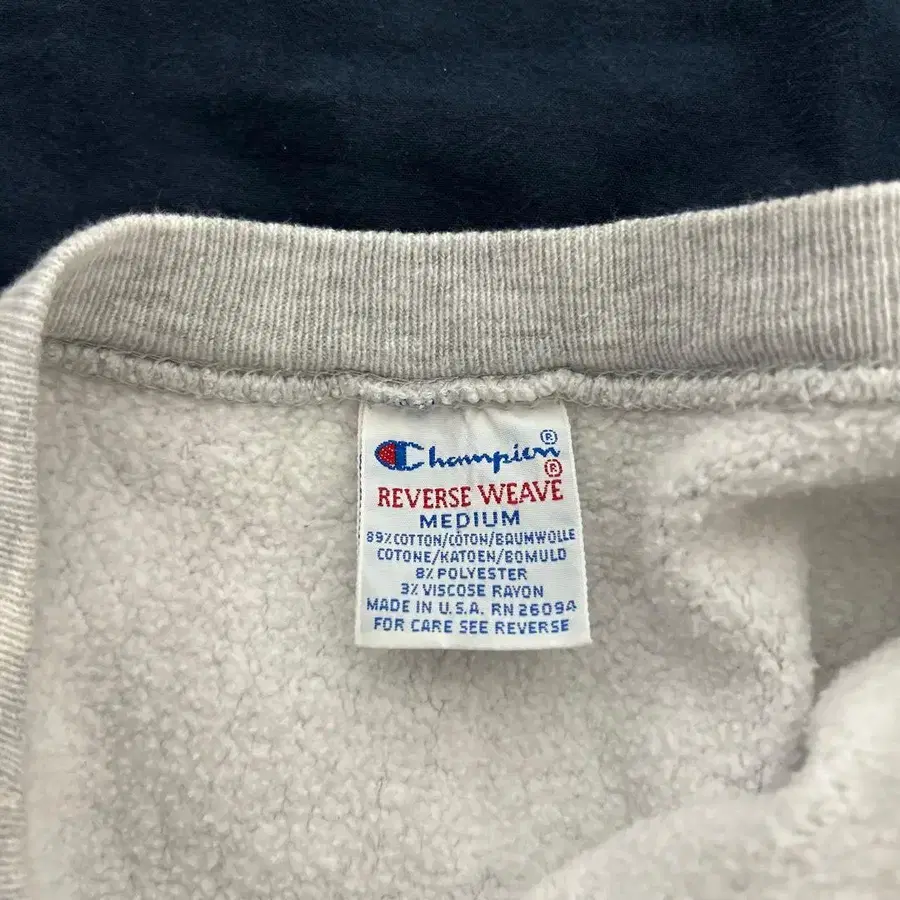 Champion®
REVERSE WEAVE®
MEDIUM
89% COTTON/CÔTON/BAUMWOLLE
COTONE/KATOEN/BOMULD
8% POLYESTER
3% VISCOSE RAYON
MADE IN U.S.A. RN 26094
FOR CARE SEE REVERSE